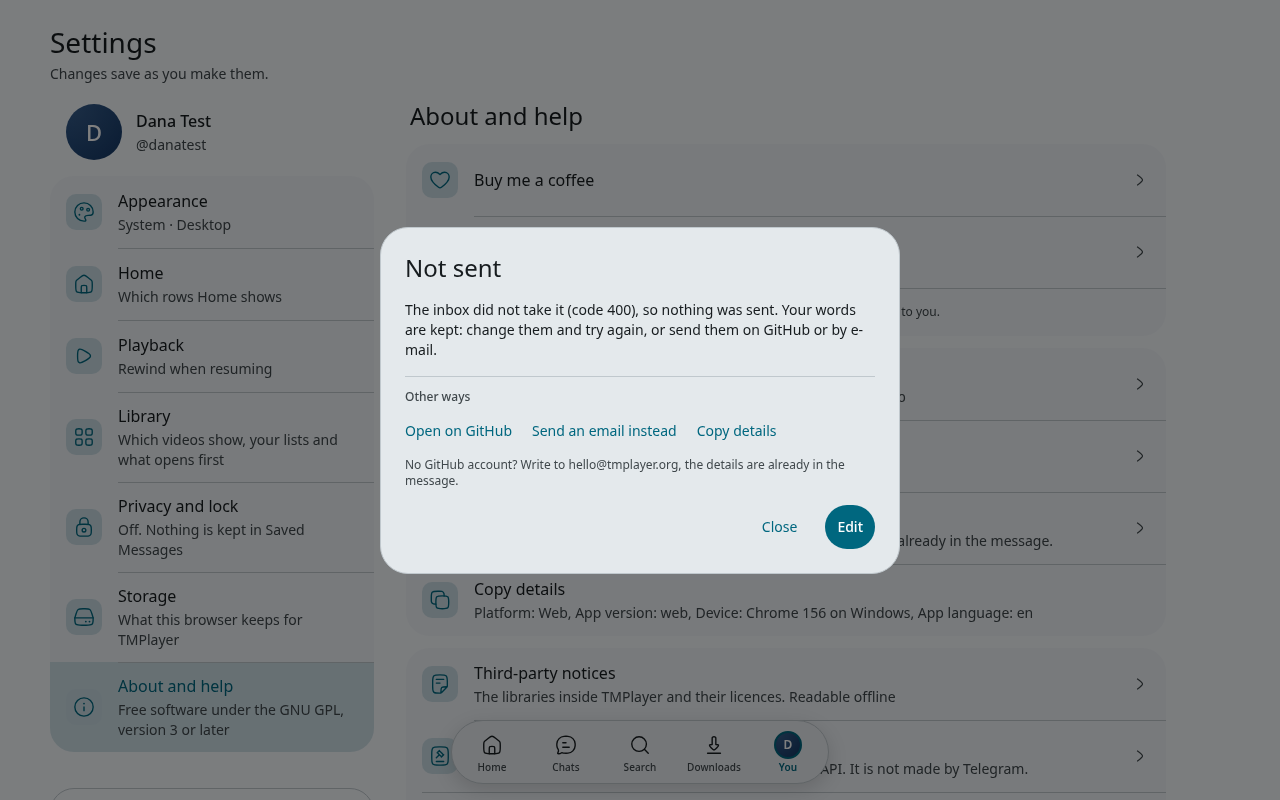 Settings
Changes save as you make them.
D
Dana Test
@danatest
Appearance
System · Desktop
Home
Which rows Home shows
Playback
Rewind when resuming
Library
Which videos show, your lists and
what opens first
Privacy and lock
Off. Nothing is kept in Saved
Messages
Storage
What this browser keeps for
TMPlayer
About and help
Free software under the GNU GPL,
version 3 or later
About and help
Buy me a coffee
to you.
already in the message.
Copy details
Platform: Web, App version: web, Device: Chrome 156 on Windows, App language: en
Third-party notices
The libraries inside TMPlayer and their licences. Readable offline
API. It is not made by Telegram.
Not sent
The inbox did not take it (code 400), so nothing was sent. Your words
are kept: change them and try again, or send them on GitHub or by e-
mail.
Other ways
Open on GitHub Send an email instead Copy details
No GitHub account? Write to hello@tmplayer.org, the details are already in the
message.
Close Edit
Home Chats Search Downloads D You